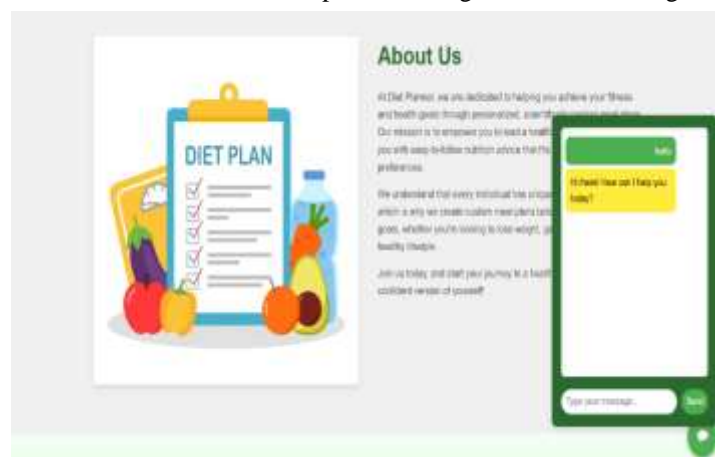 About Us
At Diet Planner, we are dedicated to helping you achieve your fitness
and health goals through personalized,
Our mission is to empower you to lead a
you with easy-to-follow nutrition advice that
preferences.
We understand that every individual has
which is why we create custom meal plans
goals, whether you're looking to lose weight,
healthy lifestyle.
Join us today, and start your journey to a
confident version of yourself!
DIET PLAN
hello
Hi there! How can I help you
today?
Type your message...
Send